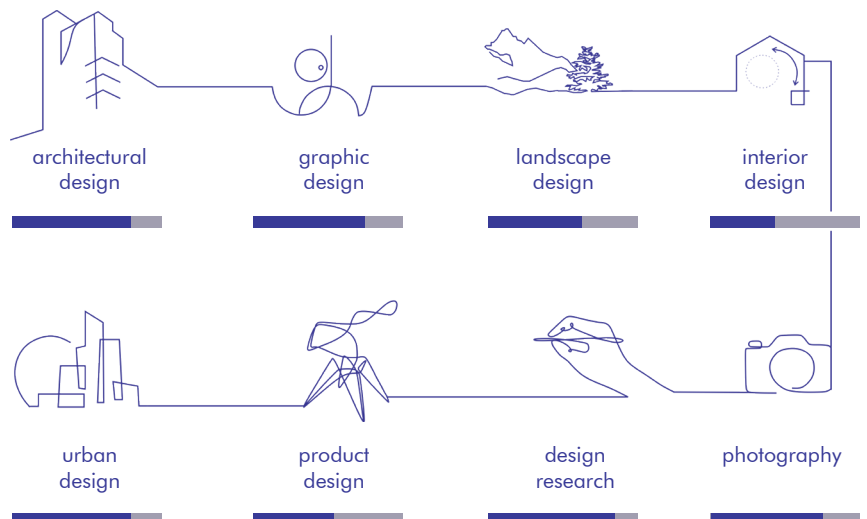 architectural
design
graphic
design
landscape
design
interior
design
urban
design
product
design
design
research
photography